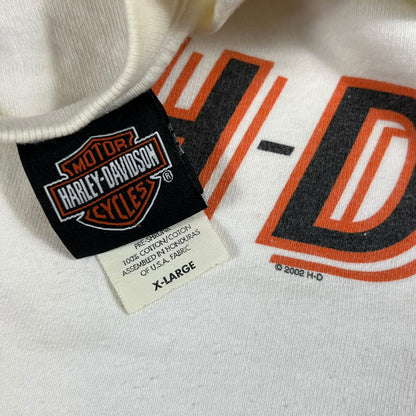 MOTOR
HARLEY-DAVIDSON
CYCLES
®
PRE-SHRUNK
100% COTTON/COTON
ASSEMBLED IN HONDURAS
OF U.S.A. FABRIC
X-LARGE
H-D
© 2002 H-D